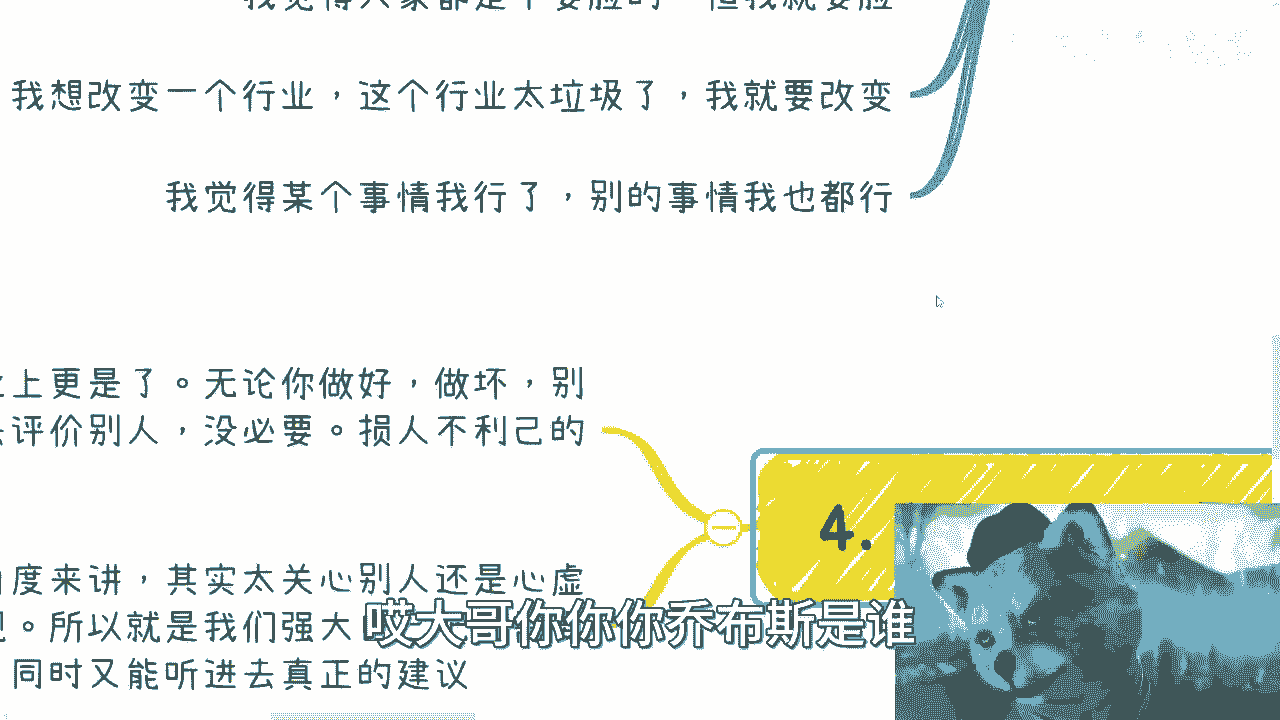 我觉得人家都是不要脸的，但我就要脸
我想改变一个行业，这个行业太垃圾了，我就要改变
我觉得某个事情我行了，别的事情我也都行
上更是了。无论你做好，做坏，别
评价别人，没必要。损人不利己的
4.
度来讲，其实太关心别人还是心虚
。所以就是我们强大
同时又能听进去真正的建议
哎大哥你你你乔布斯是谁